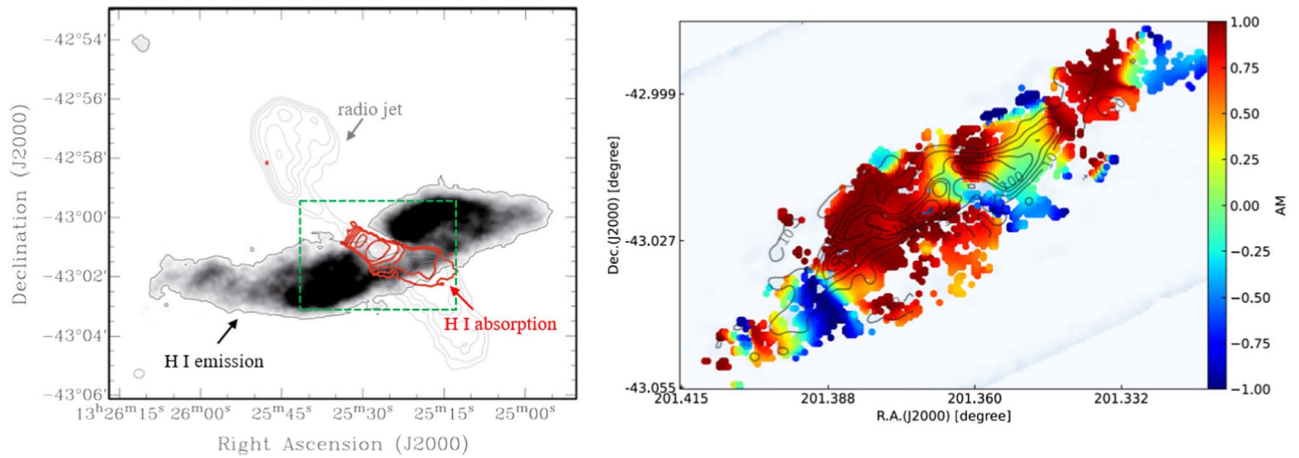 −42°54'
−42°56'
−42°58'
−43°00'
−43°02'
−43°04'
−43°06'
Declination (J2000)
radio jet
H I absorption
H I emission
13ʰ26ᵐ15ˢ
26ᵐ00ˢ
25ᵐ45ˢ
25ᵐ30ˢ
25ᵐ15ˢ
25ᵐ00ˢ
Right Ascension (J2000)
-42.999
-43.027
-43.055
Dec.(J2000) [degree]
100
201.415
201.388
201.360
201.332
R.A.(J2000) [degree]
1.00
0.75
0.50
0.25
0.00
−0.25
−0.50
−0.75
−1.00
AM